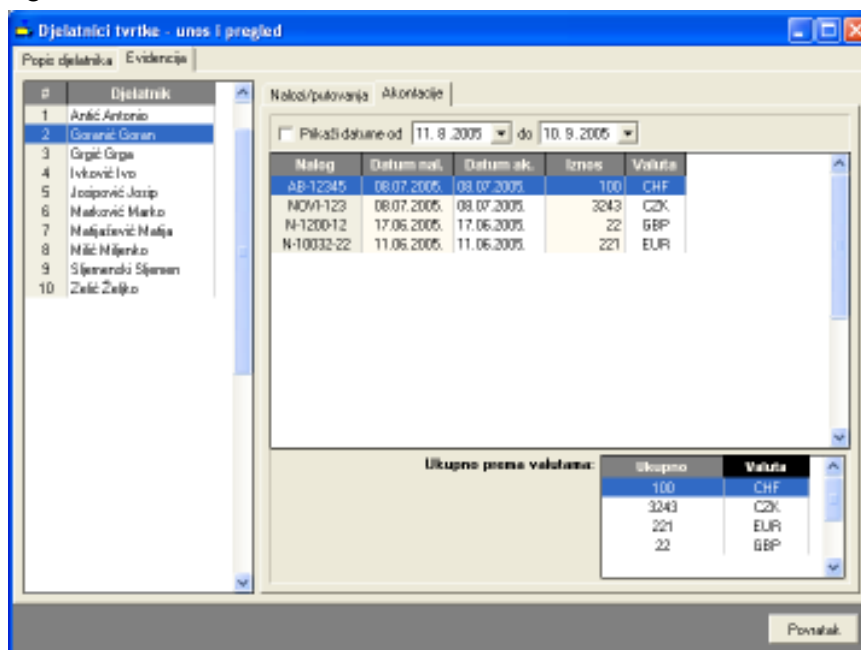 Djelatnici tvrtke - unos i pregled
Popis djelatnika Evidencija
# Djelatnik
1 Antić Antonio
2 Goranić Goran
3 Grgić Grga
4 Ivković Ivo
5 Josipović Josip
6 Marković Marko
7 Matijašević Matija
8 Milić Miljenko
9 Sljemenski Sljemen
10 Zelić Željko
Nalozi/putovanja Akontacije
Prikaži datume od 11. 8 .2005 do 10. 9. 2005
Nalog Datum nal. Datum ak. Iznos Valuta
AB-12345 08.07.2005. 08.07.2005. 100 CHF
NOVI-123 08.07.2005. 08.07.2005. 3243 CZK
N-1200-12 17.06.2005. 17.06.2005. 22 GBP
N-10032-22 11.06.2005. 11.06.2005. 221 EUR
Ukupno prema valutama:
Ukupno Valuta
100 CHF
3243 CZK
221 EUR
22 GBP
Povratak